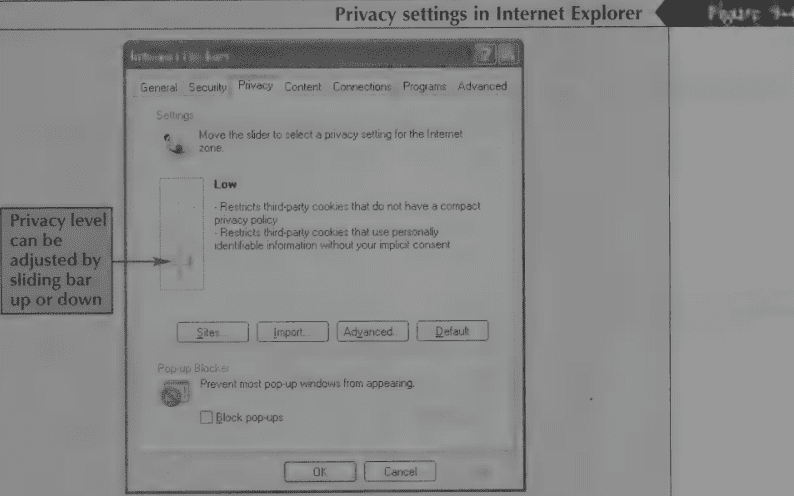 Privacy settings in Internet Explorer
Figure
General Security Privacy Content Connections Programs Advanced
Settings
Move the slider to select a privacy setting for the Internet
zone.
Low
- Restricts third-party cookies that do not have a compact
privacy policy
- Restricts third-party cookies that use personally
identifiable information without your implicit consent
Privacy level
can be
adjusted by
sliding bar
up or down
Sites... Import... Advanced Default
Pop-up Blocker
Prevent most pop-up windows from appearing.
Block pop-ups
OK Cancel